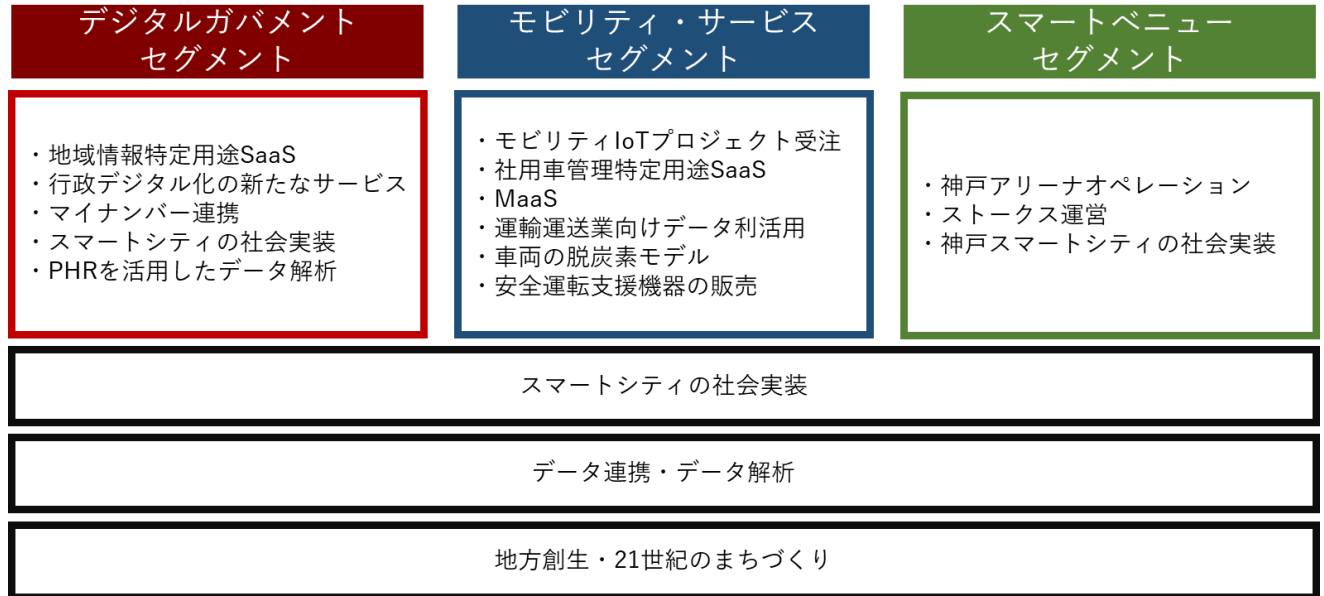 デジタルガバメント
セグメント
・地域情報特定用途SaaS
・行政デジタル化の新たなサービス
・マイナンバー連携
・スマートシティの社会実装
・PHRを活用したデータ解析
モビリティ・サービス
セグメント
・モビリティIoTプロジェクト受注
・社用車管理特定用途SaaS
・MaaS
・運輸運送業向けデータ利活用
・車両の脱炭素モデル
・安全運転支援機器の販売
スマートベニュー
セグメント
・神戸アリーナオペレーション
・ストークス運営
・神戸スマートシティの社会実装
スマートシティの社会実装
データ連携・データ解析
地方創生・21世紀のまちづくり